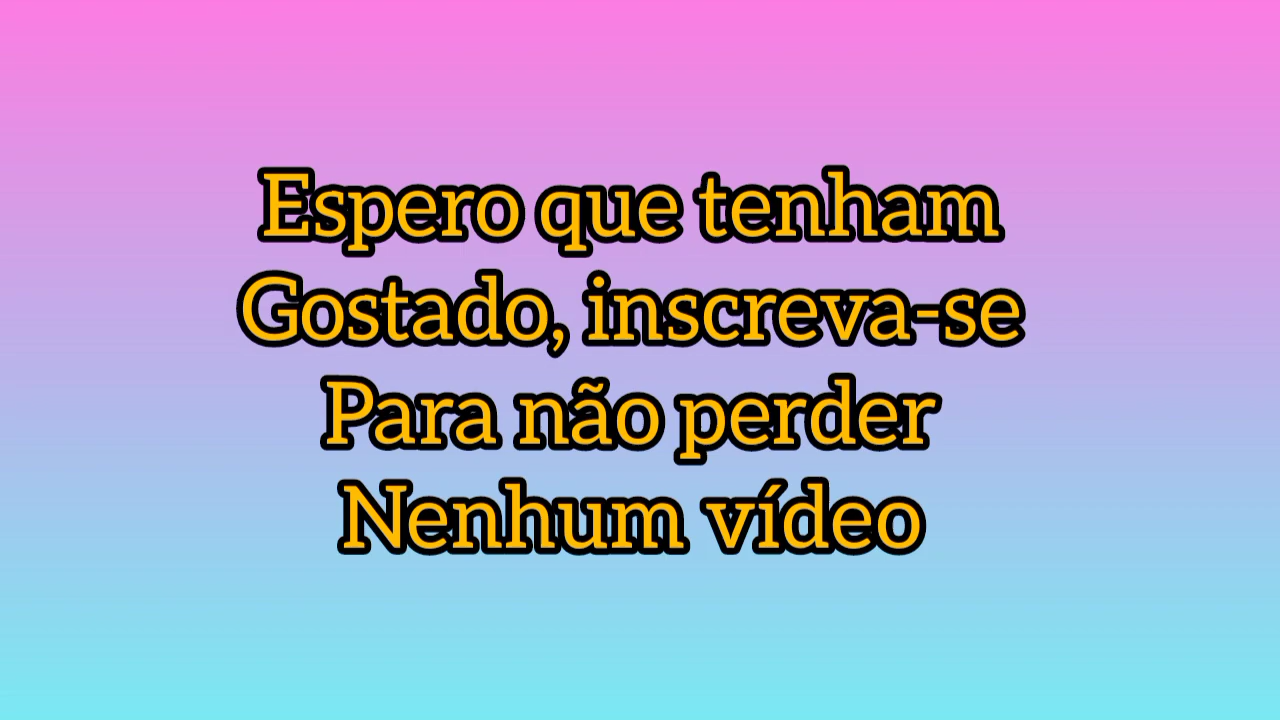 Espero que tenham
Gostado, inscreva-se
Para não perder
Nenhum vídeo